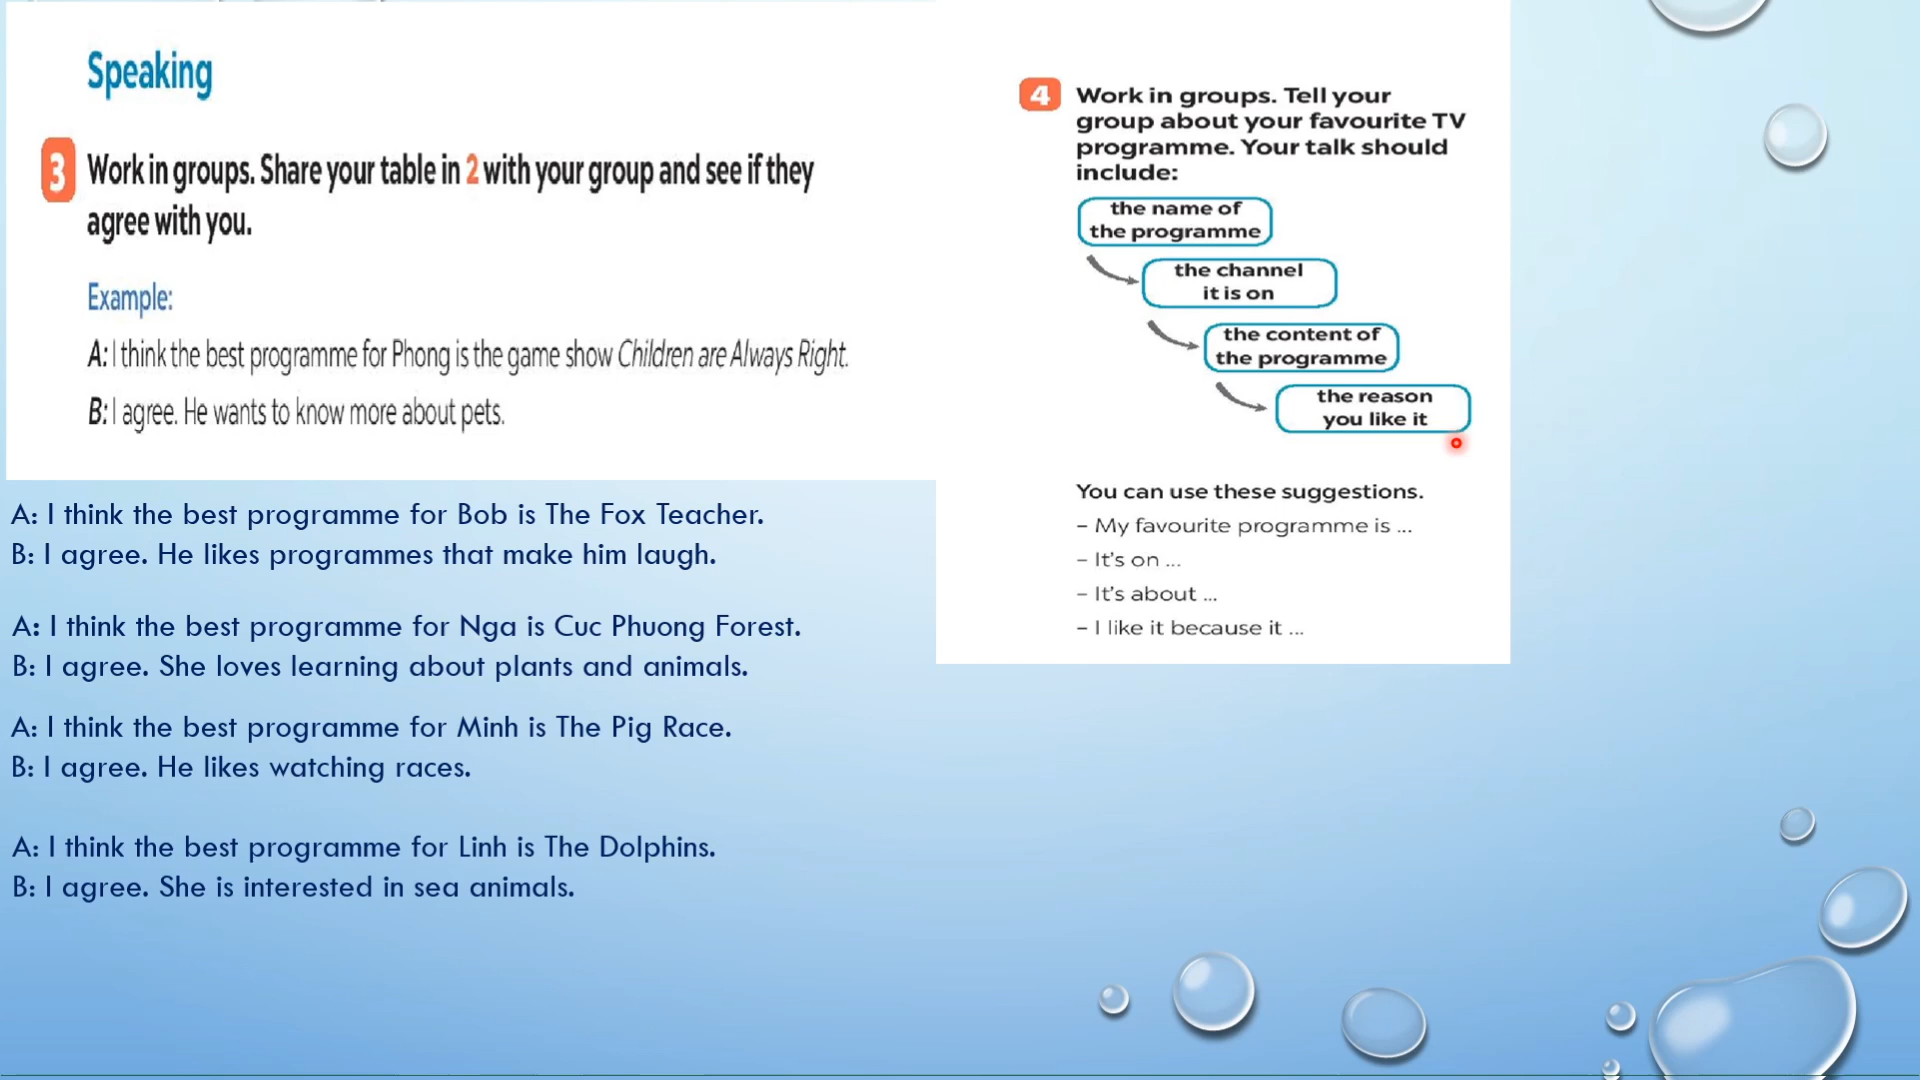 Speaking
3 Work in groups. Share your table in 2 with your group and see if they
agree with you.
Example:
A: I think the best programme for Phong is the game show Children are Always Right.
B: I agree. He wants to know more about pets.
A: I think the best programme for Bob is The Fox Teacher.
B: I agree. He likes programmes that make him laugh.
A: I think the best programme for Nga is Cuc Phuong Forest.
B: I agree. She loves learning about plants and animals.
A: I think the best programme for Minh is The Pig Race.
B: I agree. He likes watching races.
A: I think the best programme for Linh is The Dolphins.
B: I agree. She is interested in sea animals.
4 Work in groups. Tell your
group about your favourite TV
programme. Your talk should
include:
the name of
the programme
the channel
it is on
the content of
the programme
the reason
you like it
You can use these suggestions.
– My favourite programme is ...
– It's on ...
– It's about ...
– I like it because it ...